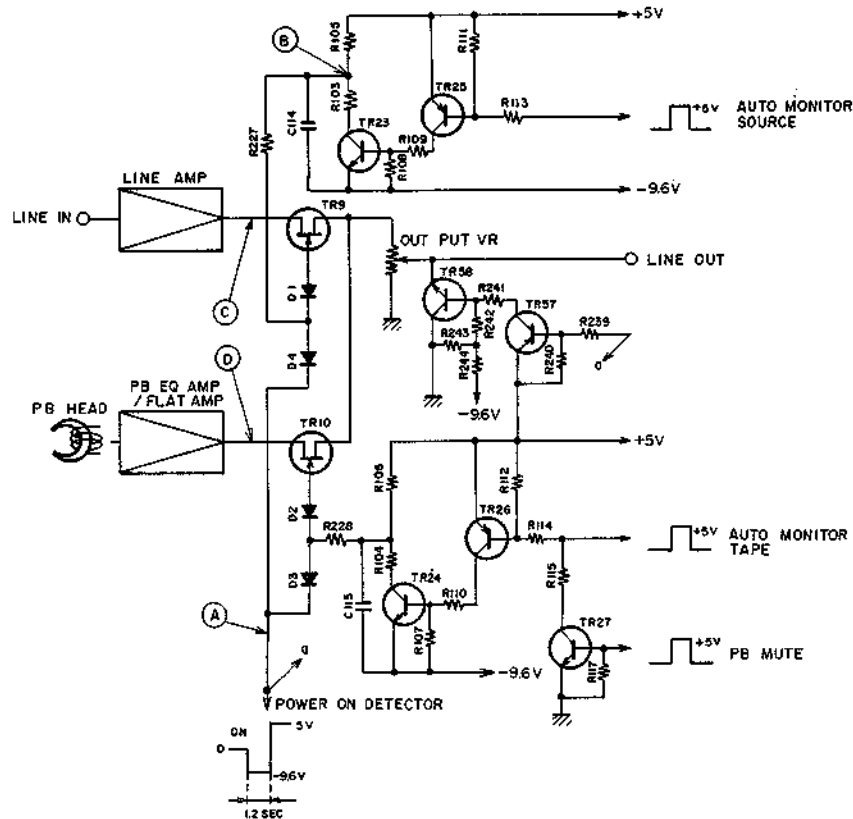 +5V
R105
R111
B
R103
TR25
TR23
R113
+5V
AUTO MONITOR
SOURCE
R227
C114
R109
R108
-9.6V
LINE AMP
LINE IN
TR9
OUT PUT VR
LINE OUT
D1
TR58
R241
TR57
C
R242
R239
R243
R240
R244
a
D
D4
-9.6V
PB HEAD
PB EQ AMP
/ FLAT AMP
TR10
+5V
R106
R112
TR26
D2
R228
R114
+5V
AUTO MONITOR
TAPE
R104
TR24
R115
D3
C115
R110
A
R107
TR27
+5V
PB MUTE
R117
a
-9.6V
POWER ON DETECTOR
ON
5V
0
-9.6V
1.2 SEC